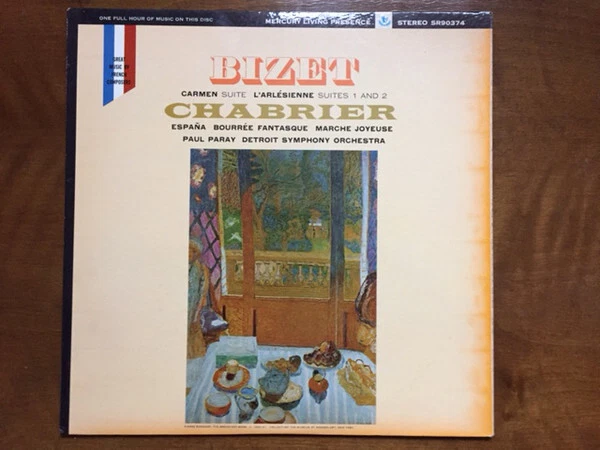 ONE FULL HOUR OF MUSIC ON THIS DISC
MERCURY LIVING PRESENCE
STEREO SR90374
GREAT
MUSIC BY
FRENCH
COMPOSERS
BIZET
CARMEN SUITE L'ARLÉSIENNE SUITES 1 AND 2
CHABRIER
ESPAÑA BOURRÉE FANTASQUE MARCHE JOYEUSE
PAUL PARAY DETROIT SYMPHONY ORCHESTRA